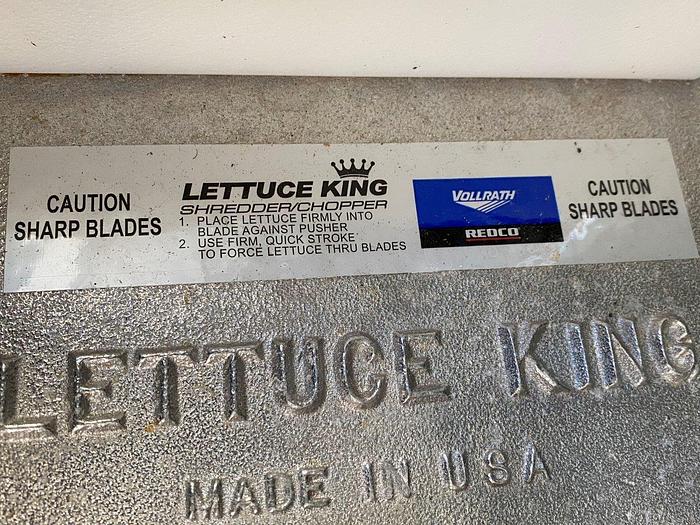 CAUTION
SHARP BLADES
LETTUCE KING
SHREDDER/CHOPPER
1. PLACE LETTUCE FIRMLY INTO
BLADE AGAINST PUSHER
2. USE FIRM, QUICK STROKE
TO FORCE LETTUCE THRU BLADES
VOLLRATH
REDCO
CAUTION
SHARP BLADES
LETTUCE KING
MADE IN USA